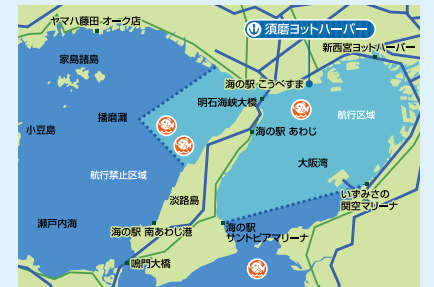 ヤマハ藤田・オーク店
須磨ヨットハーバー
新西宮ヨットハーバー
家島諸島
海の駅・こうべすま
明石海峡大橋
航行区域
播磨灘
小豆島
海の駅 あわじ
大阪湾
航行禁止区域
いずみさの
関空マリーナ
淡路島
瀬戸内海
海の駅 南あわじ港
海の駅
サントピアマリーナ
鳴門大橋